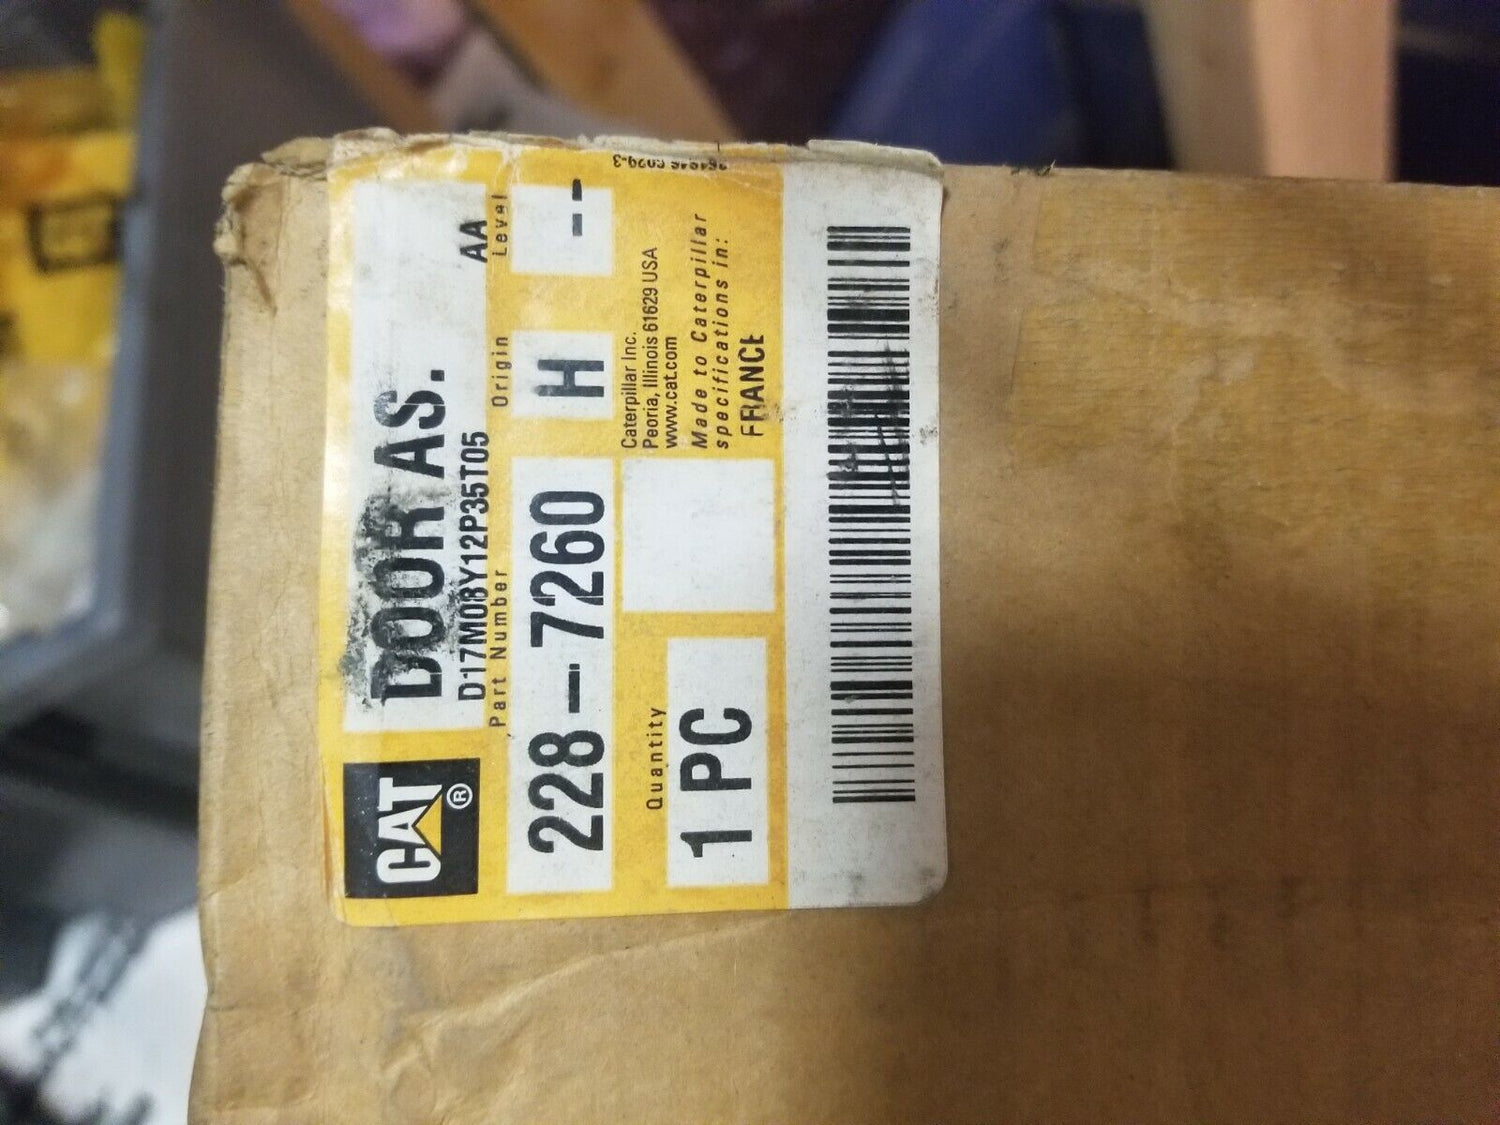 CAT®
DOOR AS.
D17M08Y12P35T05
AA
Part Number
Origin
Level
228-7260
H
--
Quantity
1 PC
Caterpillar Inc.
Peoria, Illinois 61629 USA
www.cat.com
Made to Caterpillar
specifications in:
FRANCE